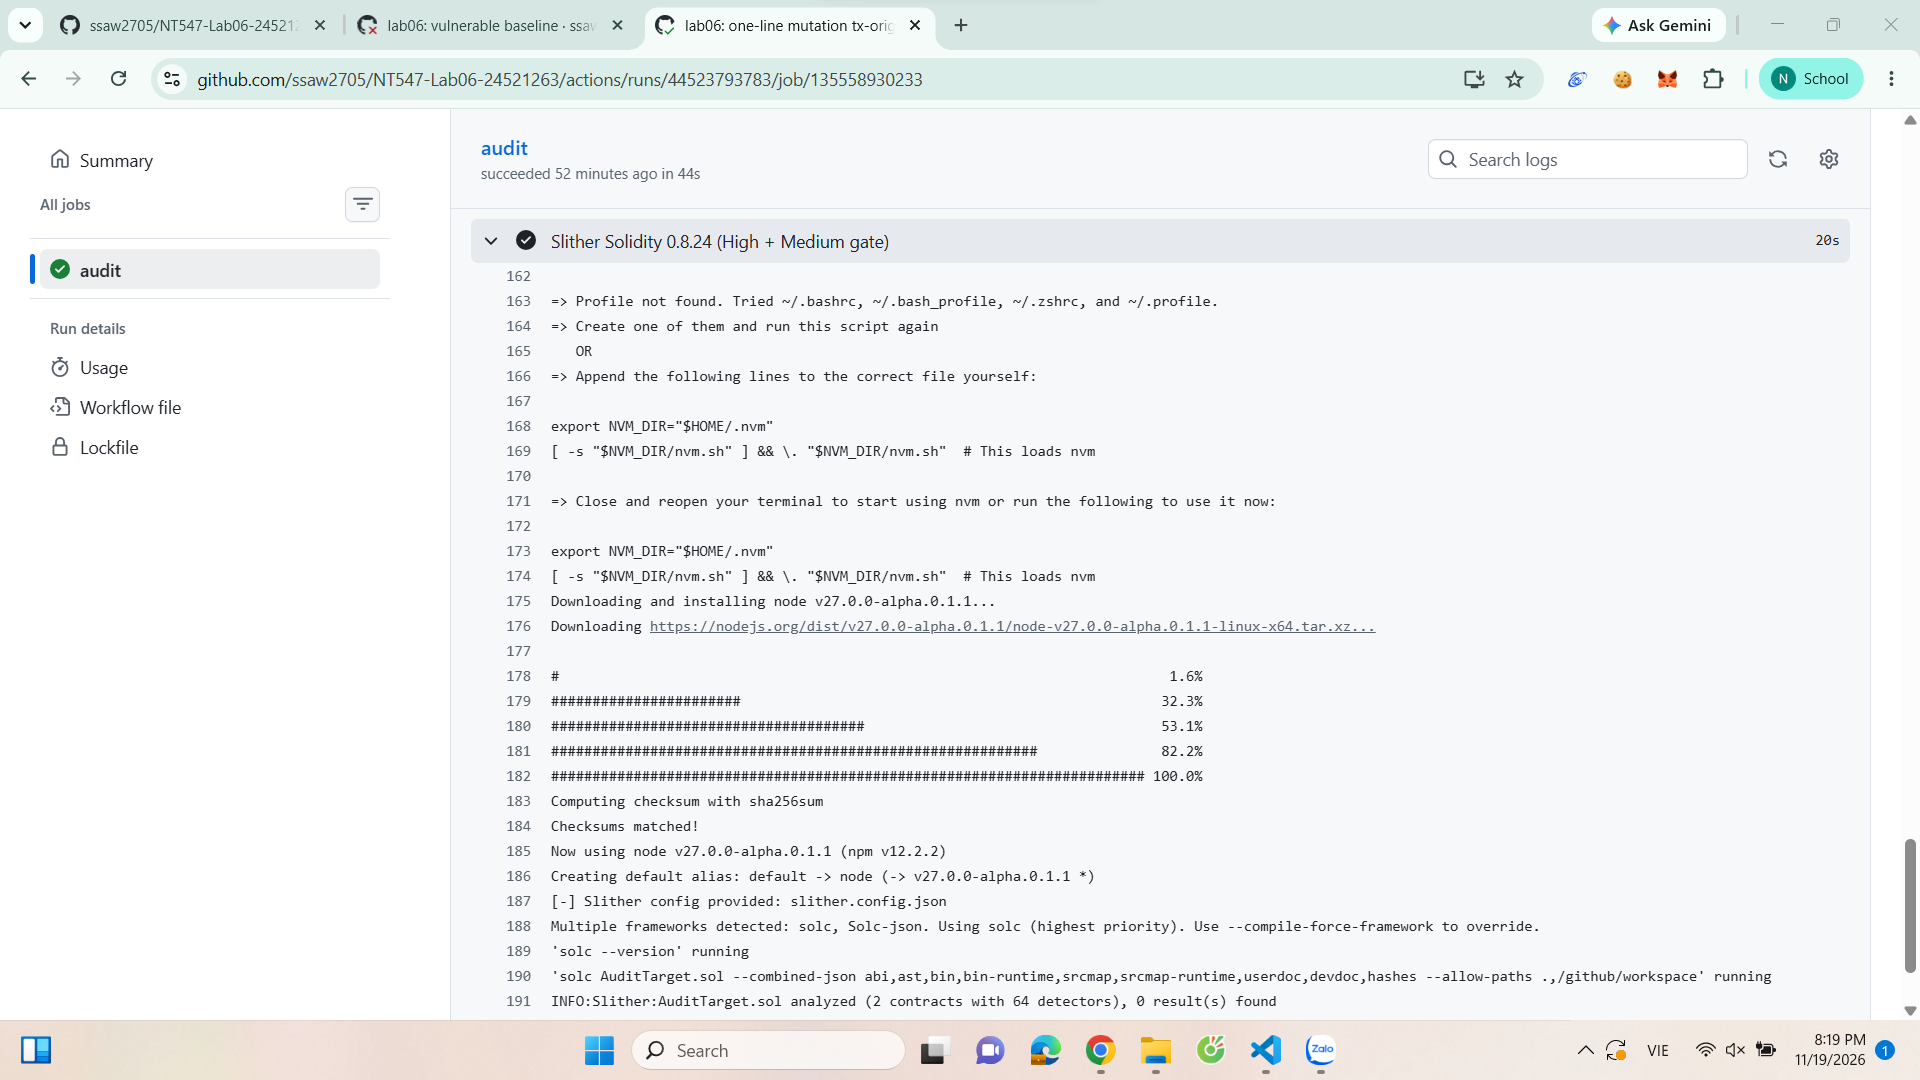 ssaw2705/NT547-Lab06-24521
lab06: vulnerable baseline · ssaw
lab06: one-line mutation tx-orig
Ask Gemini
github.com/ssaw2705/NT547-Lab06-24521263/actions/runs/44523793783/job/135558930233
N School
Summary
All jobs
audit
Run details
Usage
Workflow file
Lockfile
audit
succeeded 52 minutes ago in 44s
Search logs
Slither Solidity 0.8.24 (High + Medium gate) 20s
162
163 => Profile not found. Tried ~/.bashrc, ~/.bash_profile, ~/.zshrc, and ~/.profile.
164 => Create one of them and run this script again
165 OR
166 => Append the following lines to the correct file yourself:
167
168 export NVM_DIR="$HOME/.nvm"
169 [ -s "$NVM_DIR/nvm.sh" ] && \. "$NVM_DIR/nvm.sh" # This loads nvm
170
171 => Close and reopen your terminal to start using nvm or run the following to use it now:
172
173 export NVM_DIR="$HOME/.nvm"
174 [ -s "$NVM_DIR/nvm.sh" ] && \. "$NVM_DIR/nvm.sh" # This loads nvm
175 Downloading and installing node v27.0.0-alpha.0.1.1...
176 Downloading https://nodejs.org/dist/v27.0.0-alpha.0.1.1/node-v27.0.0-alpha.0.1.1-linux-x64.tar.xz...
177
178 # 1.6%
179 ####################### 32.3%
180 ###################################### 53.1%
181 ########################################################### 82.2%
182 ######################################################################## 100.0%
183 Computing checksum with sha256sum
184 Checksums matched!
185 Now using node v27.0.0-alpha.0.1.1 (npm v12.2.2)
186 Creating default alias: default -> node (-> v27.0.0-alpha.0.1.1 *)
187 [-] Slither config provided: slither.config.json
188 Multiple frameworks detected: solc, Solc-json. Using solc (highest priority). Use --compile-force-framework to override.
189 'solc --version' running
190 'solc AuditTarget.sol --combined-json abi,ast,bin,bin-runtime,srcmap,srcmap-runtime,userdoc,devdoc,hashes --allow-paths .,/github/workspace' running
191 INFO:Slither:AuditTarget.sol analyzed (2 contracts with 64 detectors), 0 result(s) found
Search
Zalo
VIE
8:19 PM
11/19/2026
1